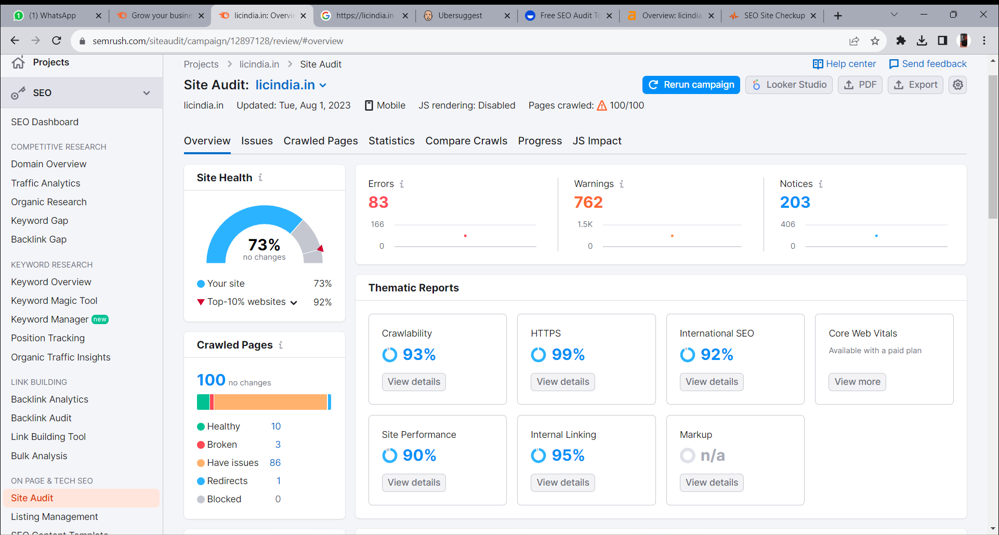 (1) WhatsApp
Grow your busine
licindia.in: Overvie
https://licindia.in
Ubersuggest
Free SEO Audit To
Overview: licindia
SEO Site Checkup
semrush.com/siteaudit/campaign/12897128/review/#overview
Projects
SEO
SEO Dashboard
COMPETITIVE RESEARCH
Domain Overview
Traffic Analytics
Organic Research
Keyword Gap
Backlink Gap
KEYWORD RESEARCH
Keyword Overview
Keyword Magic Tool
Keyword Manager new
Position Tracking
Organic Traffic Insights
LINK BUILDING
Backlink Analytics
Backlink Audit
Link Building Tool
Bulk Analysis
ON PAGE & TECH SEO
Site Audit
Listing Management
SEO Content Template
Projects > licindia.in > Site Audit
Help center
Send feedback
Site Audit: licindia.in
Rerun campaign
Looker Studio
PDF
Export
licindia.in Updated: Tue, Aug 1, 2023 Mobile JS rendering: Disabled Pages crawled: 100/100
Overview Issues Crawled Pages Statistics Compare Crawls Progress JS Impact
Site Health i
73%
no changes
Your site 73%
Top-10% websites 92%
Crawled Pages i
100 no changes
Healthy 10
Broken 3
Have issues 86
Redirects 1
Blocked 0
Errors i
83
166
0
Warnings i
762
1.5K
0
Notices i
203
406
0
Thematic Reports
Crawlability
93%
View details
HTTPS
99%
View details
International SEO
92%
View details
Core Web Vitals
Available with a paid plan
View more
Site Performance
90%
View details
Internal Linking
95%
View details
Markup
n/a
View details